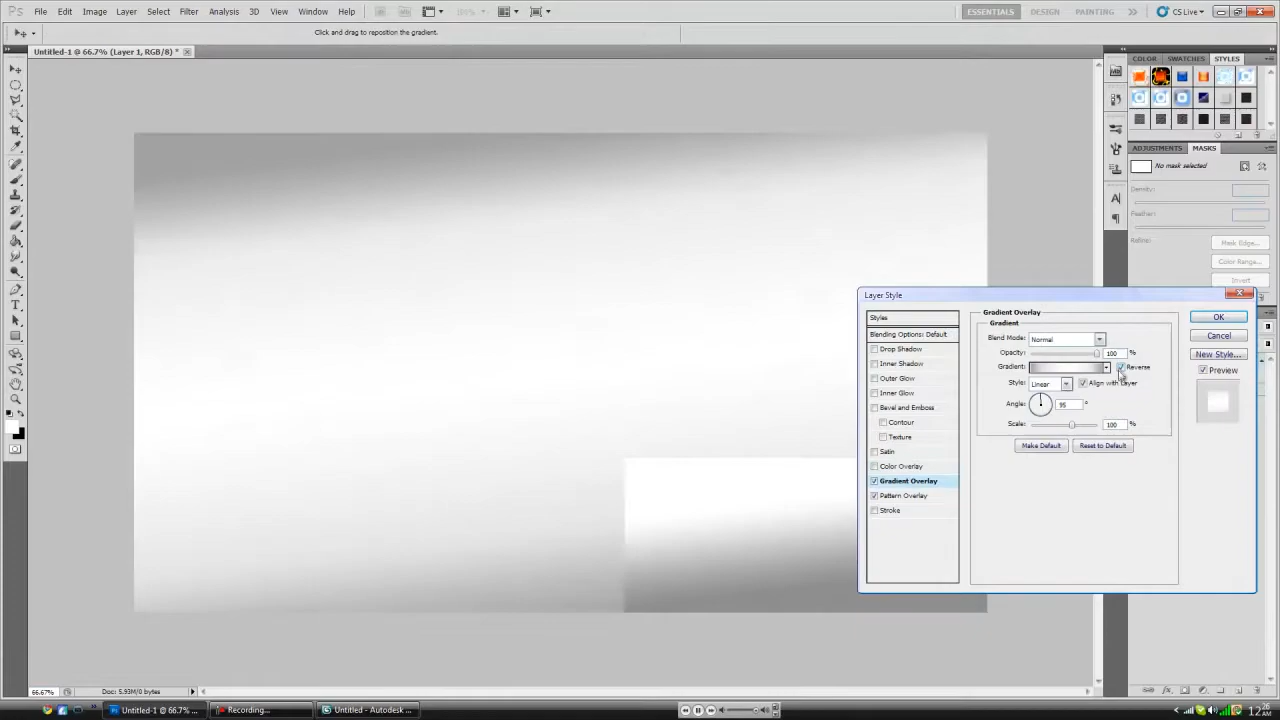 Ps File Edit Image Layer Select Filter Analysis 3D View Window Help ESSENTIALS DESIGN PAINTING CS Live
Click and drag to reposition the gradient.
Untitled-1 @ 66.7% (Layer 1, RGB/8) *
COLOR SWATCHES STYLES
ADJUSTMENTS MASKS
No mask selected
Density:
Feather:
Refine: Mask Edge...
Color Range...
Invert
Layer Style
Styles
Blending Options: Default
Drop Shadow
Inner Shadow
Outer Glow
Inner Glow
Bevel and Emboss
Contour
Texture
Satin
Color Overlay
Gradient Overlay
Pattern Overlay
Stroke
Gradient Overlay
Gradient
Blend Mode: Normal
Opacity: 100 %
Gradient: Reverse
Style: Linear Align with Layer
Angle: 95 °
Scale: 100 %
Make Default Reset to Default
OK
Cancel
New Style...
Preview
66.67% Doc: 5.93M/0 bytes
Untitled-1 @ 66.7% ... Recording... Untitled - Autodesk ... 12:26 AM